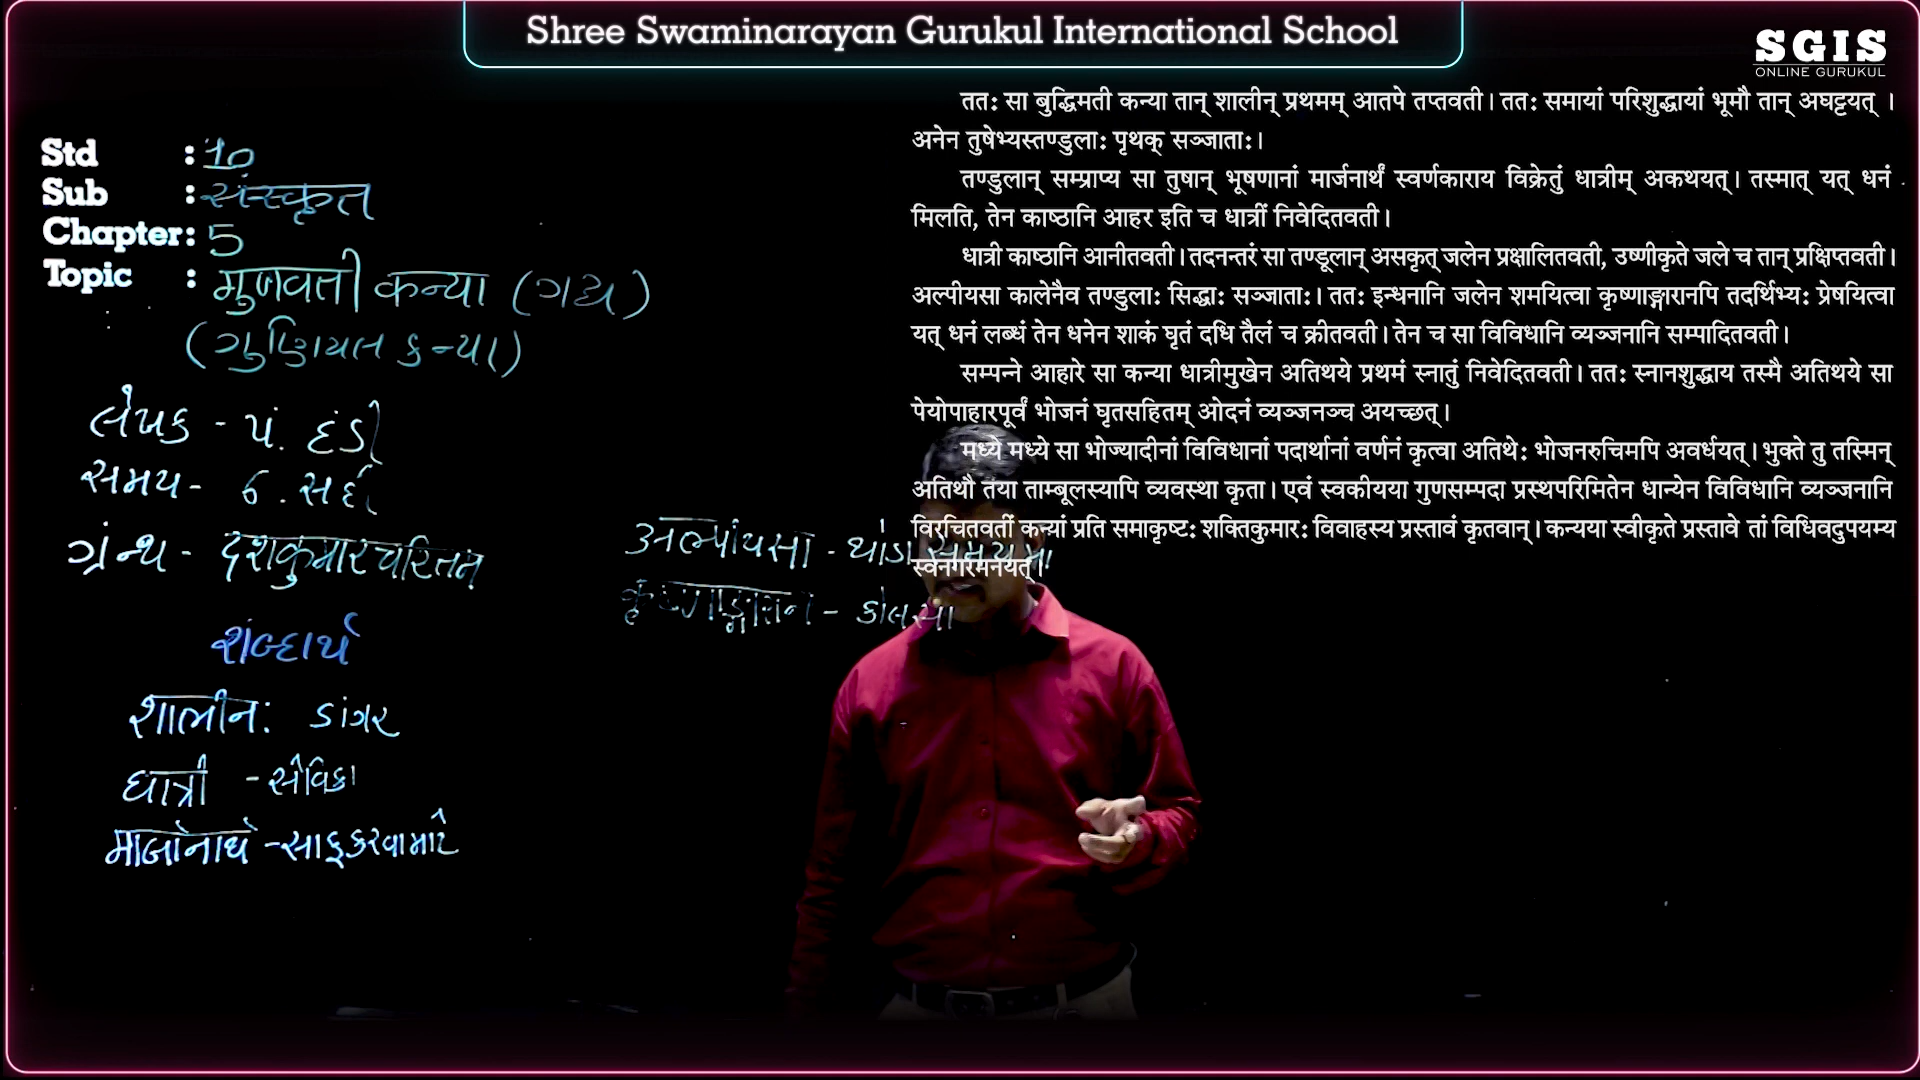 Shree Swaminarayan Gurukul International School
SGIS
ONLINE GURUKUL
Std : 10
Sub : संस्कृत
Chapter: 5
Topic : गुणवती कन्या (ગદ્ય)
(ગુણિયલ કન્યા)
લેખક - પં. દંડી
સમય - ૬. સદી
ગ્રંન્થ - दशकुमारचरितम्
શબ્દાર્થ
शालीन: ડાંગર
धात्री - સેવિકા
मार्जनार्थ - સાફ કરવા માટે
अल्पीयसा - થોડા સમયમાં
कृष्णाङ्गारान - કોલસા
ततः सा बुद्धिमती कन्या तान् शालीन् प्रथमम् आतपे तप्तवती। ततः समायां परिशुद्धायां भूमौ तान् अघट्टयत् ।
अनेन तुषेभ्यस्तण्डुलाः पृथक् सञ्जाताः।
तण्डुलान् सम्प्राप्य सा तुषान् भूषणानां मार्जनार्थं स्वर्णकाराय विक्रेतुं धात्रीम् अकथयत्। तस्मात् यत् धनं
मिलति, तेन काष्ठानि आहर इति च धात्रीं निवेदितवती।
धात्री काष्ठानि आनीतवती। तदनन्तरं सा तण्डूलान् असकृत् जलेन प्रक्षालितवती, उष्णीकृते जले च तान् प्रक्षिप्तवती।
अल्पीयसा कालेनैव तण्डुलाः सिद्धाः सञ्जाताः। ततः इन्धनानि जलेन शमयित्वा कृष्णाङ्गारानपि तदर्थिभ्यः प्रेषयित्वा
यत् धनं लब्धं तेन धनेन शाकं घृतं दधि तैलं च क्रीतवती। तेन च सा विविधानि व्यञ्जनानि सम्पादितवती।
सम्पन्ने आहारे सा कन्या धात्रीमुखेन अतिथये प्रथमं स्नातुं निवेदितवती। ततः स्नानशुद्धाय तस्मै अतिथये सा
पेयोपाहारपूर्वं भोजनं घृतसहितम् ओदनं व्यञ्जनञ्च अयच्छत्।
मध्ये मध्ये सा भोज्यादीनां विविधानां पदार्थानां वर्णनं कृत्वा अतिथेः भोजनरुचिमपि अवर्धयत्। भुक्ते तु तस्मिन्
अतिथौ तया ताम्बूलस्यापि व्यवस्था कृता। एवं स्वकीयया गुणसम्पदा प्रस्थपरिमितेन धान्येन विविधानि व्यञ्जनानि
विरचितवतीं कन्यां प्रति समाकृष्टः शक्तिकुमारः विवाहस्य प्रस्तावं कृतवान्। कन्यया स्वीकृते प्रस्तावे तां विधिवदुपयम्य
स्वनगरमनयत्।